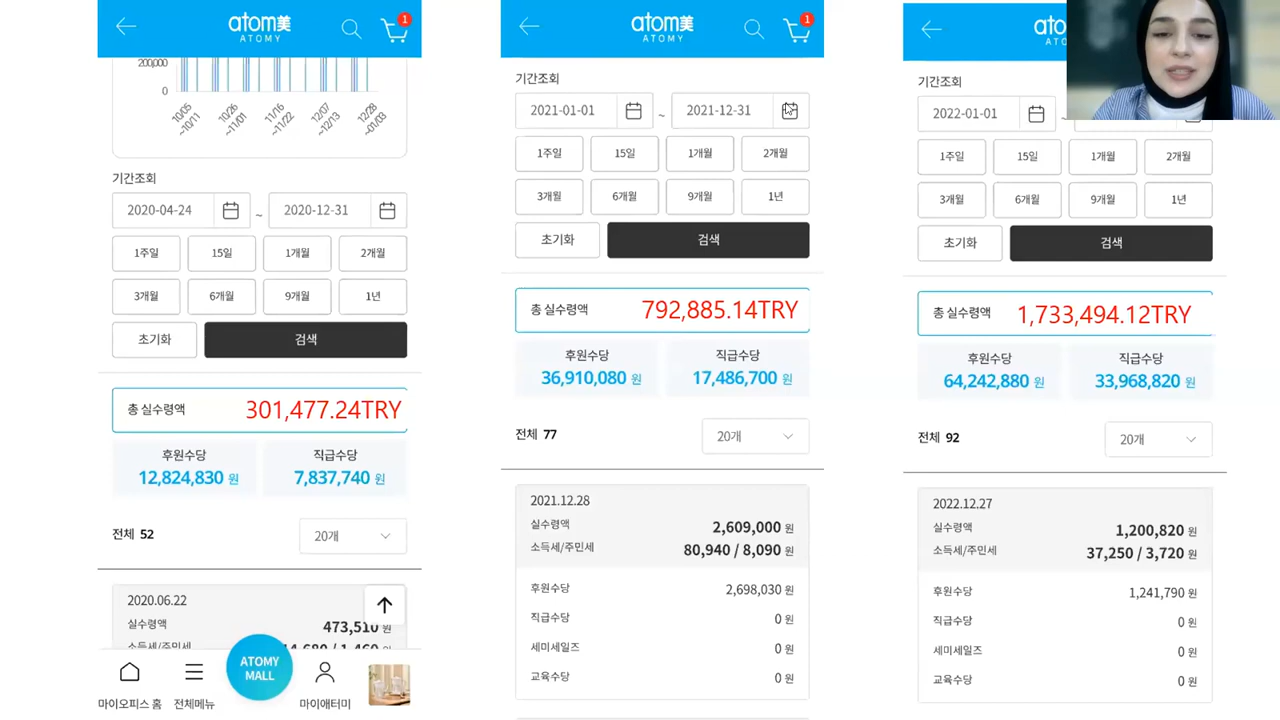 atom美
ATOMY
1
200,000
0
10/05
~10/11
10/26
~11/01
11/16
~11/22
12/07
~12/13
12/28
~01/03
기간조회
2020-04-24
~
2020-12-31
1주일
15일
1개월
2개월
3개월
6개월
9개월
1년
초기화
검색
총 실수령액
301,477.24TRY
후원수당
12,824,830 원
직급수당
7,837,740 원
전체 52
20개
2020.06.22
실수령액
473,510 원
소득세/주민세
14,680 / 1,460 원
ATOMY
MALL
마이오피스 홈
전체메뉴
마이애터미
atom美
ATOMY
1
기간조회
2021-01-01
~
2021-12-31
1주일
15일
1개월
2개월
3개월
6개월
9개월
1년
초기화
검색
총 실수령액
792,885.14TRY
후원수당
36,910,080 원
직급수당
17,486,700 원
전체 77
20개
2021.12.28
실수령액
2,609,000 원
소득세/주민세
80,940 / 8,090 원
후원수당
2,698,030 원
직급수당
0 원
세미세일즈
0 원
교육수당
0 원
ato
ATO
기간조회
2022-01-01
~
1주일
15일
1개월
2개월
3개월
6개월
9개월
1년
초기화
검색
총 실수령액
1,733,494.12TRY
후원수당
64,242,880 원
직급수당
33,968,820 원
전체 92
20개
2022.12.27
실수령액
1,200,820 원
소득세/주민세
37,250 / 3,720 원
후원수당
1,241,790 원
직급수당
0 원
세미세일즈
0 원
교육수당
0 원